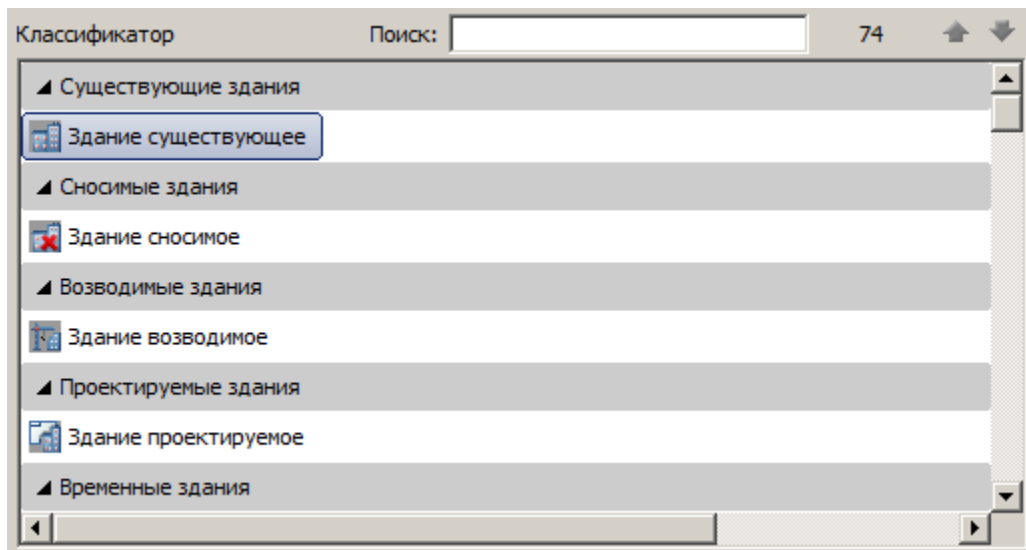 Классификатор Поиск: 74
Существующие здания
Здание существующее
Сносимые здания
Здание сносимое
Возводимые здания
Здание возводимое
Проектируемые здания
Здание проектируемое
Временные здания